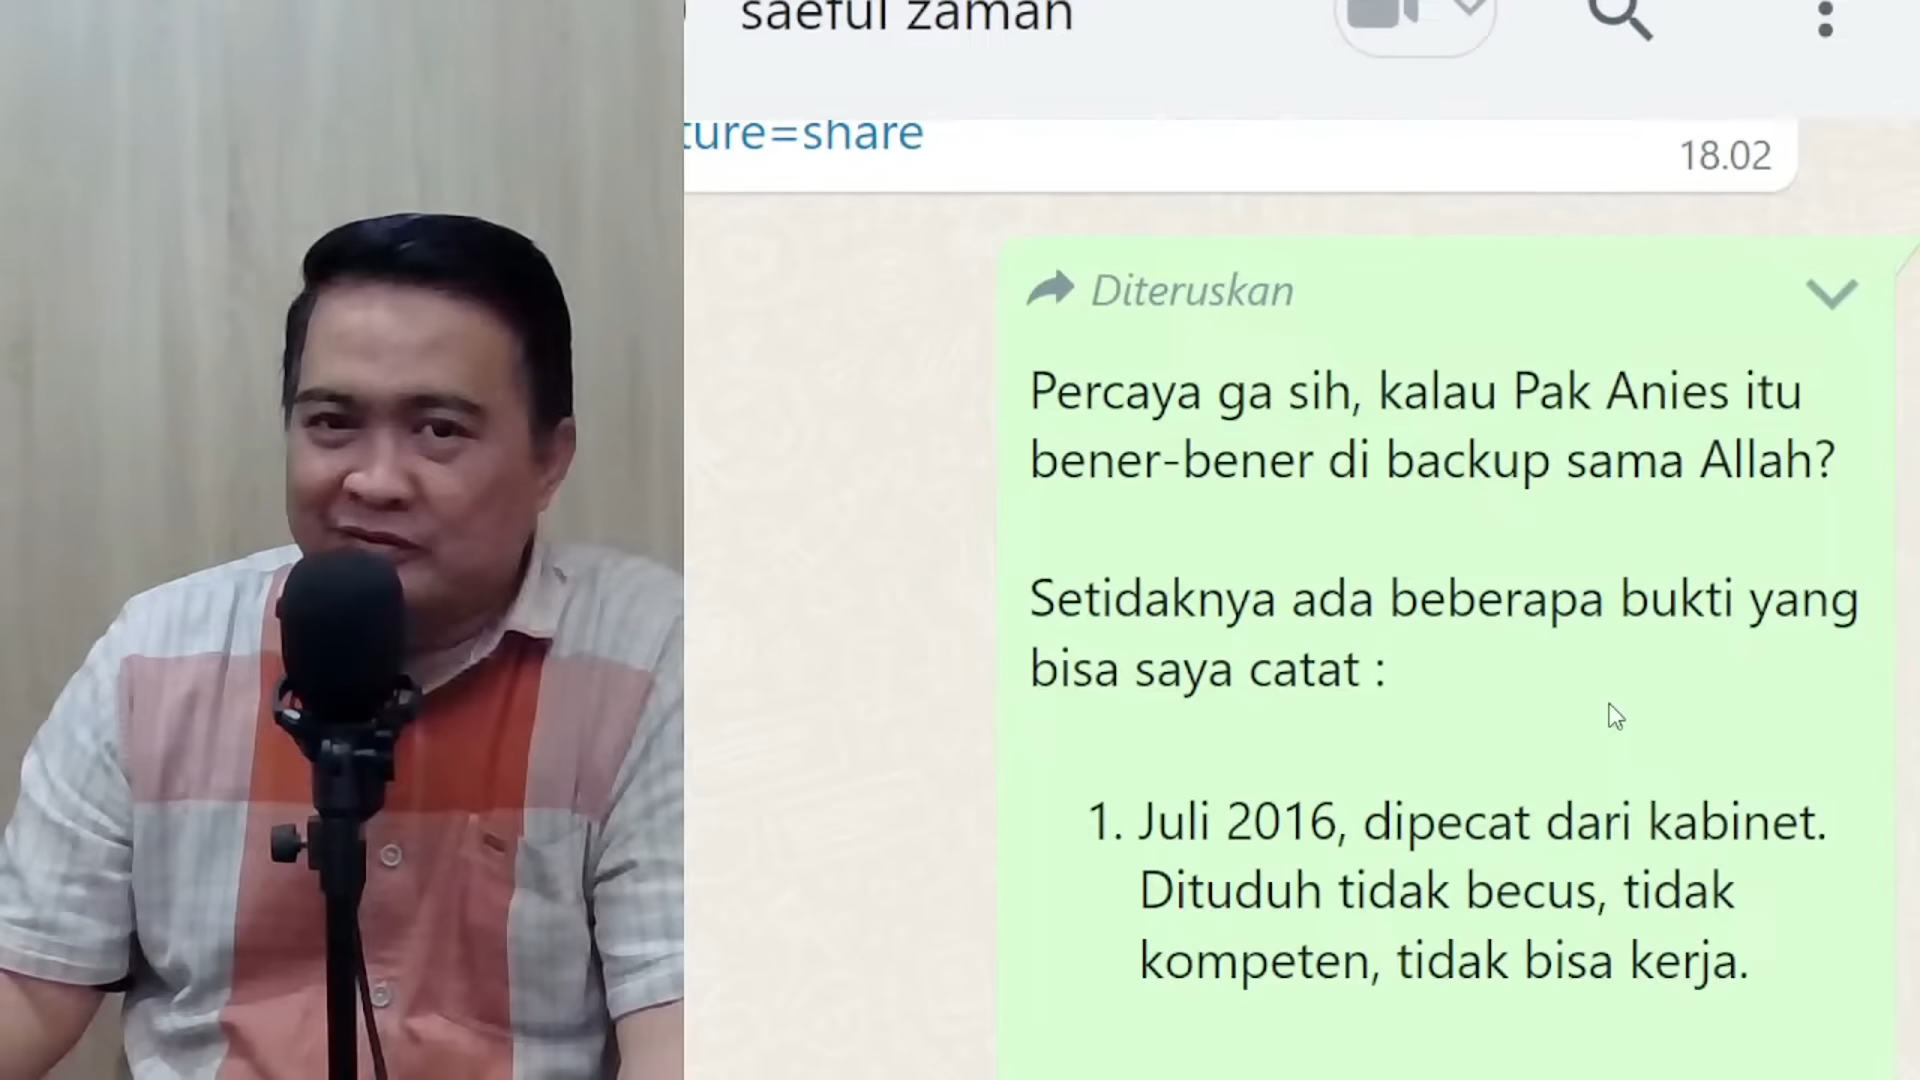 saeful zaman
ture=share
18.02
Diteruskan
Percaya ga sih, kalau Pak Anies itu
bener-bener di backup sama Allah?
Setidaknya ada beberapa bukti yang
bisa saya catat :
1. Juli 2016, dipecat dari kabinet.
Dituduh tidak becus, tidak
kompeten, tidak bisa kerja.